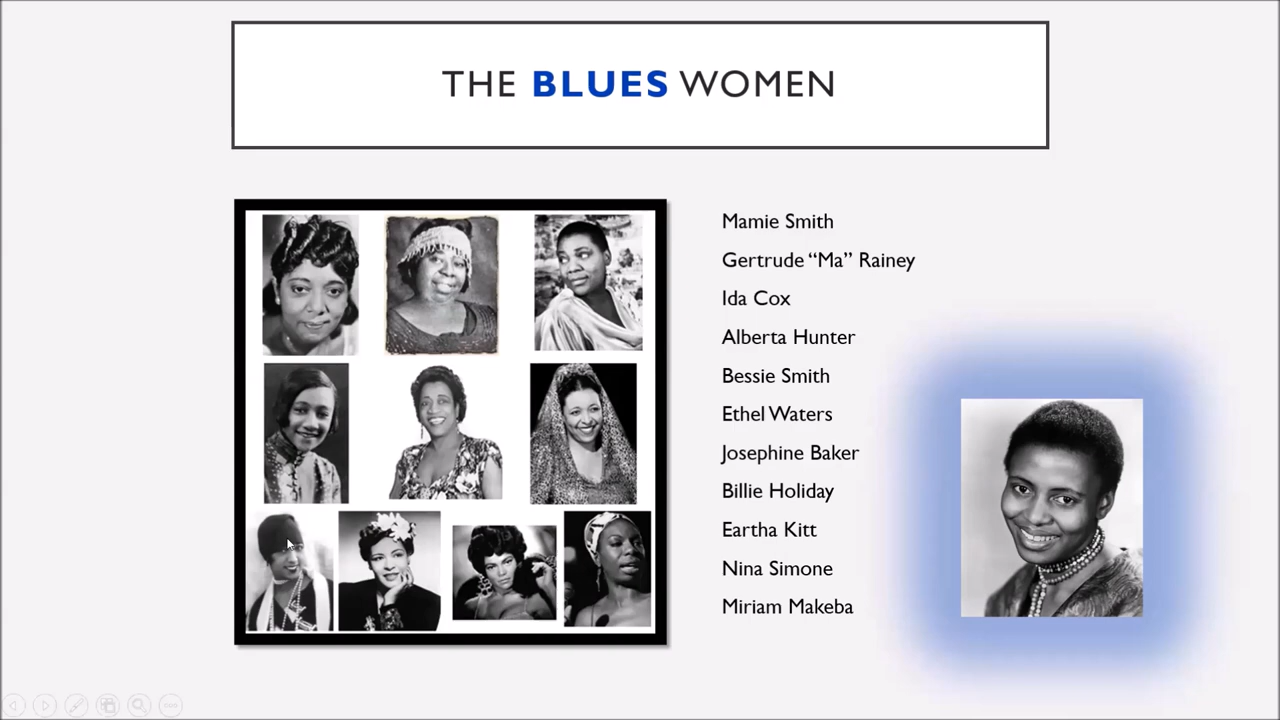 THE BLUES WOMEN
Mamie Smith
Gertrude “Ma” Rainey
Ida Cox
Alberta Hunter
Bessie Smith
Ethel Waters
Josephine Baker
Billie Holiday
Eartha Kitt
Nina Simone
Miriam Makeba